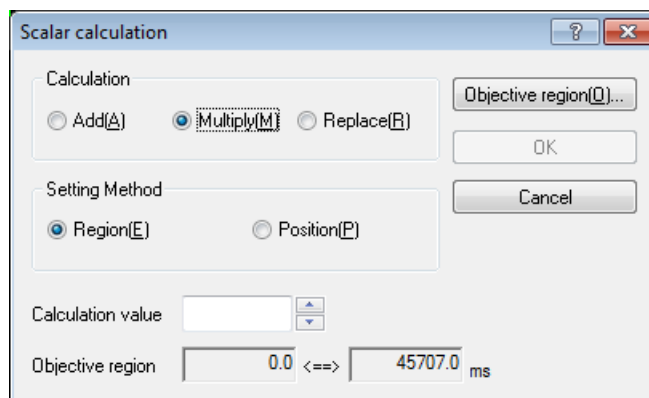 Scalar calculation
Calculation
Add(A)
Multiply(M)
Replace(R)
Objective region(O)...
OK
Setting Method
Cancel
Region(E)
Position(P)
Calculation value
Objective region 0.0 <==> 45707.0 ms